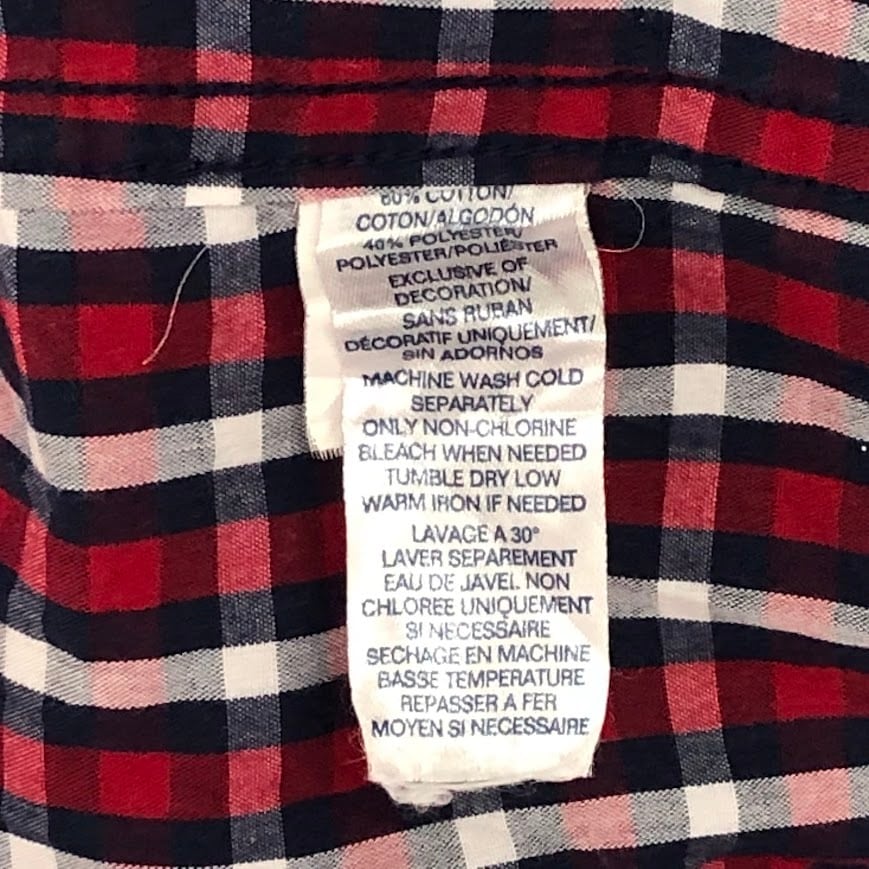 60% COTTON/
COTON/ALGODÓN
40% POLYESTER/
POLYESTER/POLIÉSTER
EXCLUSIVE OF
DECORATION/
SANS RUBAN
DÉCORATIF UNIQUEMENT/
SIN ADORNOS
MACHINE WASH COLD
SEPARATELY
ONLY NON-CHLORINE
BLEACH WHEN NEEDED
TUMBLE DRY LOW
WARM IRON IF NEEDED
LAVAGE A 30°
LAVER SEPAREMENT
EAU DE JAVEL NON
CHLOREE UNIQUEMENT
SI NECESSAIRE
SECHAGE EN MACHINE
BASSE TEMPERATURE
REPASSER A FER
MOYEN SI NECESSAIRE